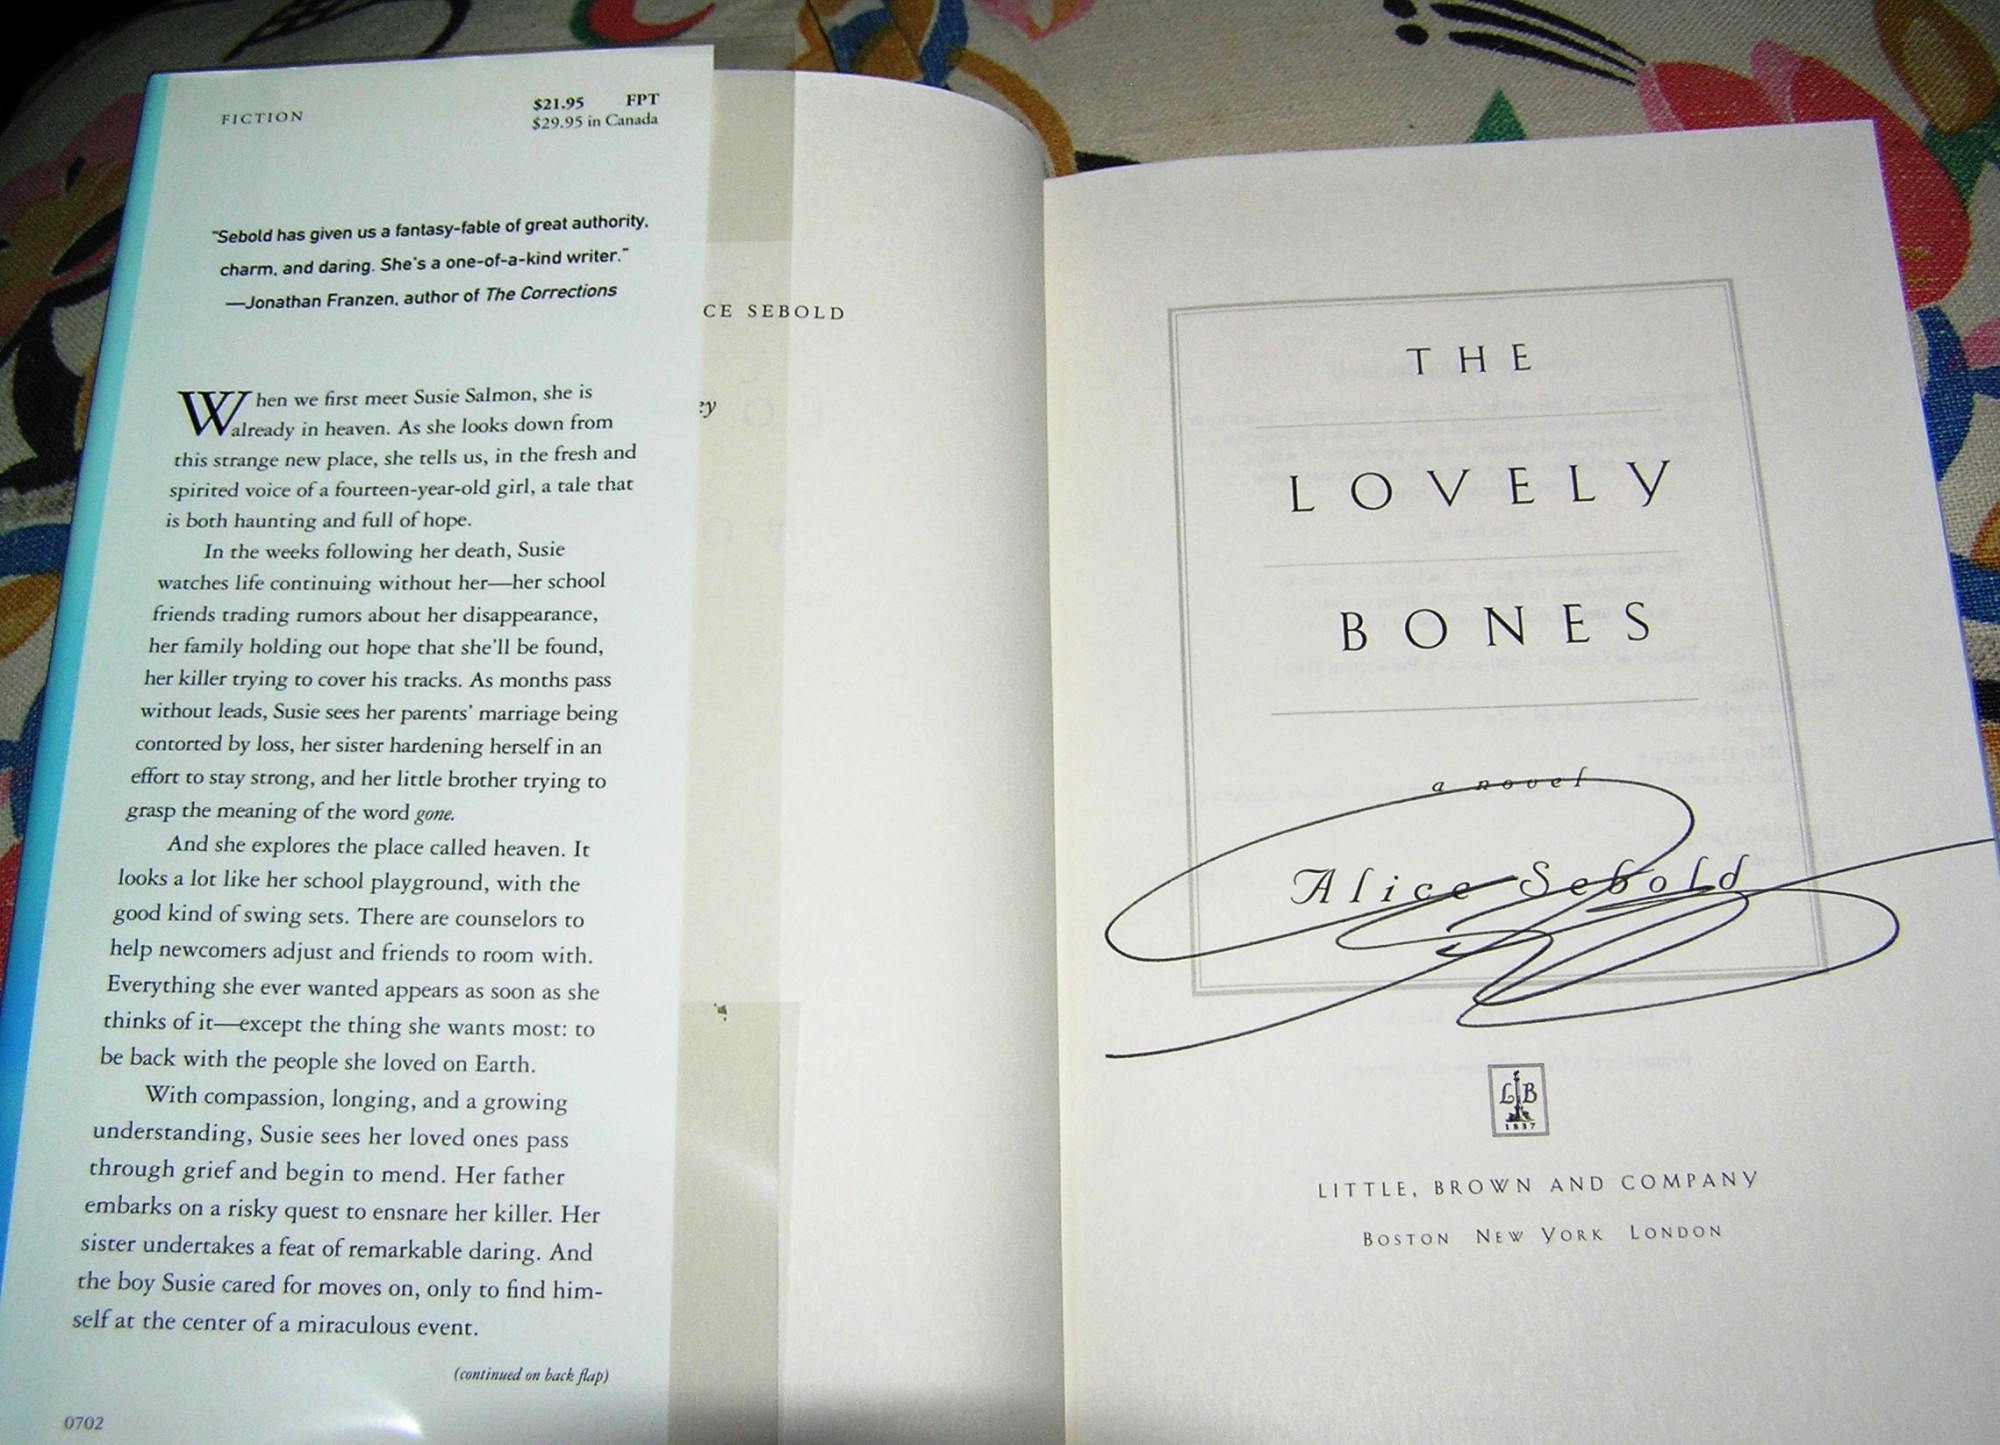 FICTION
$21.95 FPT
$29.95 in Canada
"Sebold has given us a fantasy-fable of great authority,
charm, and daring. She's a one-of-a-kind writer."
—Jonathan Franzen, author of The Corrections
When we first meet Susie Salmon, she is
already in heaven. As she looks down from
this strange new place, she tells us, in the fresh and
spirited voice of a fourteen-year-old girl, a tale that
is both haunting and full of hope.
In the weeks following her death, Susie
watches life continuing without her—her school
friends trading rumors about her disappearance,
her family holding out hope that she'll be found,
her killer trying to cover his tracks. As months pass
without leads, Susie sees her parents' marriage being
contorted by loss, her sister hardening herself in an
effort to stay strong, and her little brother trying to
grasp the meaning of the word gone.
And she explores the place called heaven. It
looks a lot like her school playground, with the
good kind of swing sets. There are counselors to
help newcomers adjust and friends to room with.
Everything she ever wanted appears as soon as she
thinks of it—except the thing she wants most: to
be back with the people she loved on Earth.
With compassion, longing, and a growing
understanding, Susie sees her loved ones pass
through grief and begin to mend. Her father
embarks on a risky quest to ensnare her killer. Her
sister undertakes a feat of remarkable daring. And
the boy Susie cared for moves on, only to find him-
self at the center of a miraculous event.
(continued on back flap)
0702
CE SEBOLD
ey
THE
LOVELY
BONES
a novel
Alice Sebold
LB
1837
LITTLE, BROWN AND COMPANY
BOSTON NEW YORK LONDON